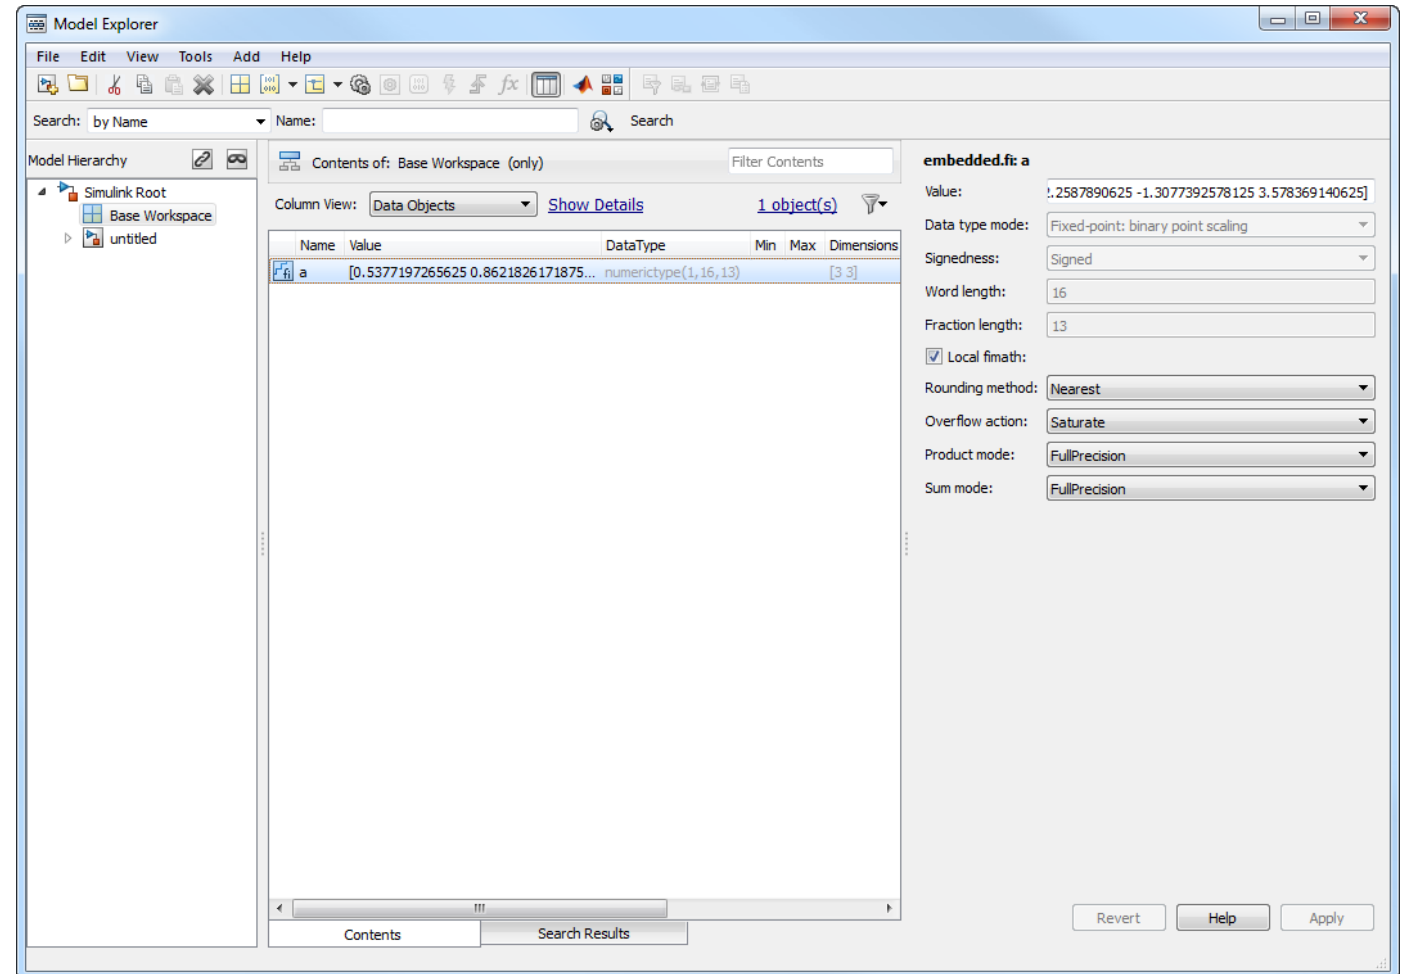 Model Explorer
File Edit View Tools Add Help
Search: by Name Name: Search
Model Hierarchy
Simulink Root
Base Workspace
untitled
Contents of: Base Workspace (only) Filter Contents
Column View: Data Objects Show Details 1 object(s)
Name Value DataType Min Max Dimensions
fi a [0.5377197265625 0.8621826171875... numerictype(1,16,13) [3 3]
Contents Search Results
embedded.fi: a
Value: .2587890625 -1.3077392578125 3.578369140625]
Data type mode: Fixed-point: binary point scaling
Signedness: Signed
Word length: 16
Fraction length: 13
Local fimath:
Rounding method: Nearest
Overflow action: Saturate
Product mode: FullPrecision
Sum mode: FullPrecision
Revert Help Apply